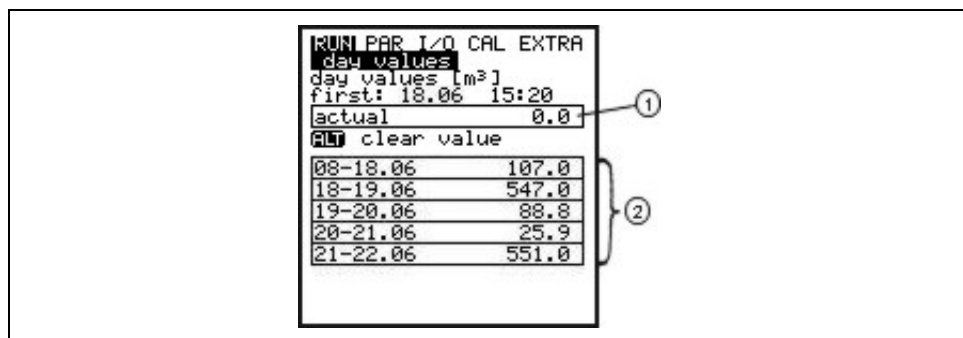 RUN PAR I/O CAL EXTRA
day values
day values [m³]
first: 18.06 15:20
actual 0.0
1
ALT clear value
08-18.06 107.0
18-19.06 547.0
19-20.06 88.8
20-21.06 25.9
21-22.06 551.0
2